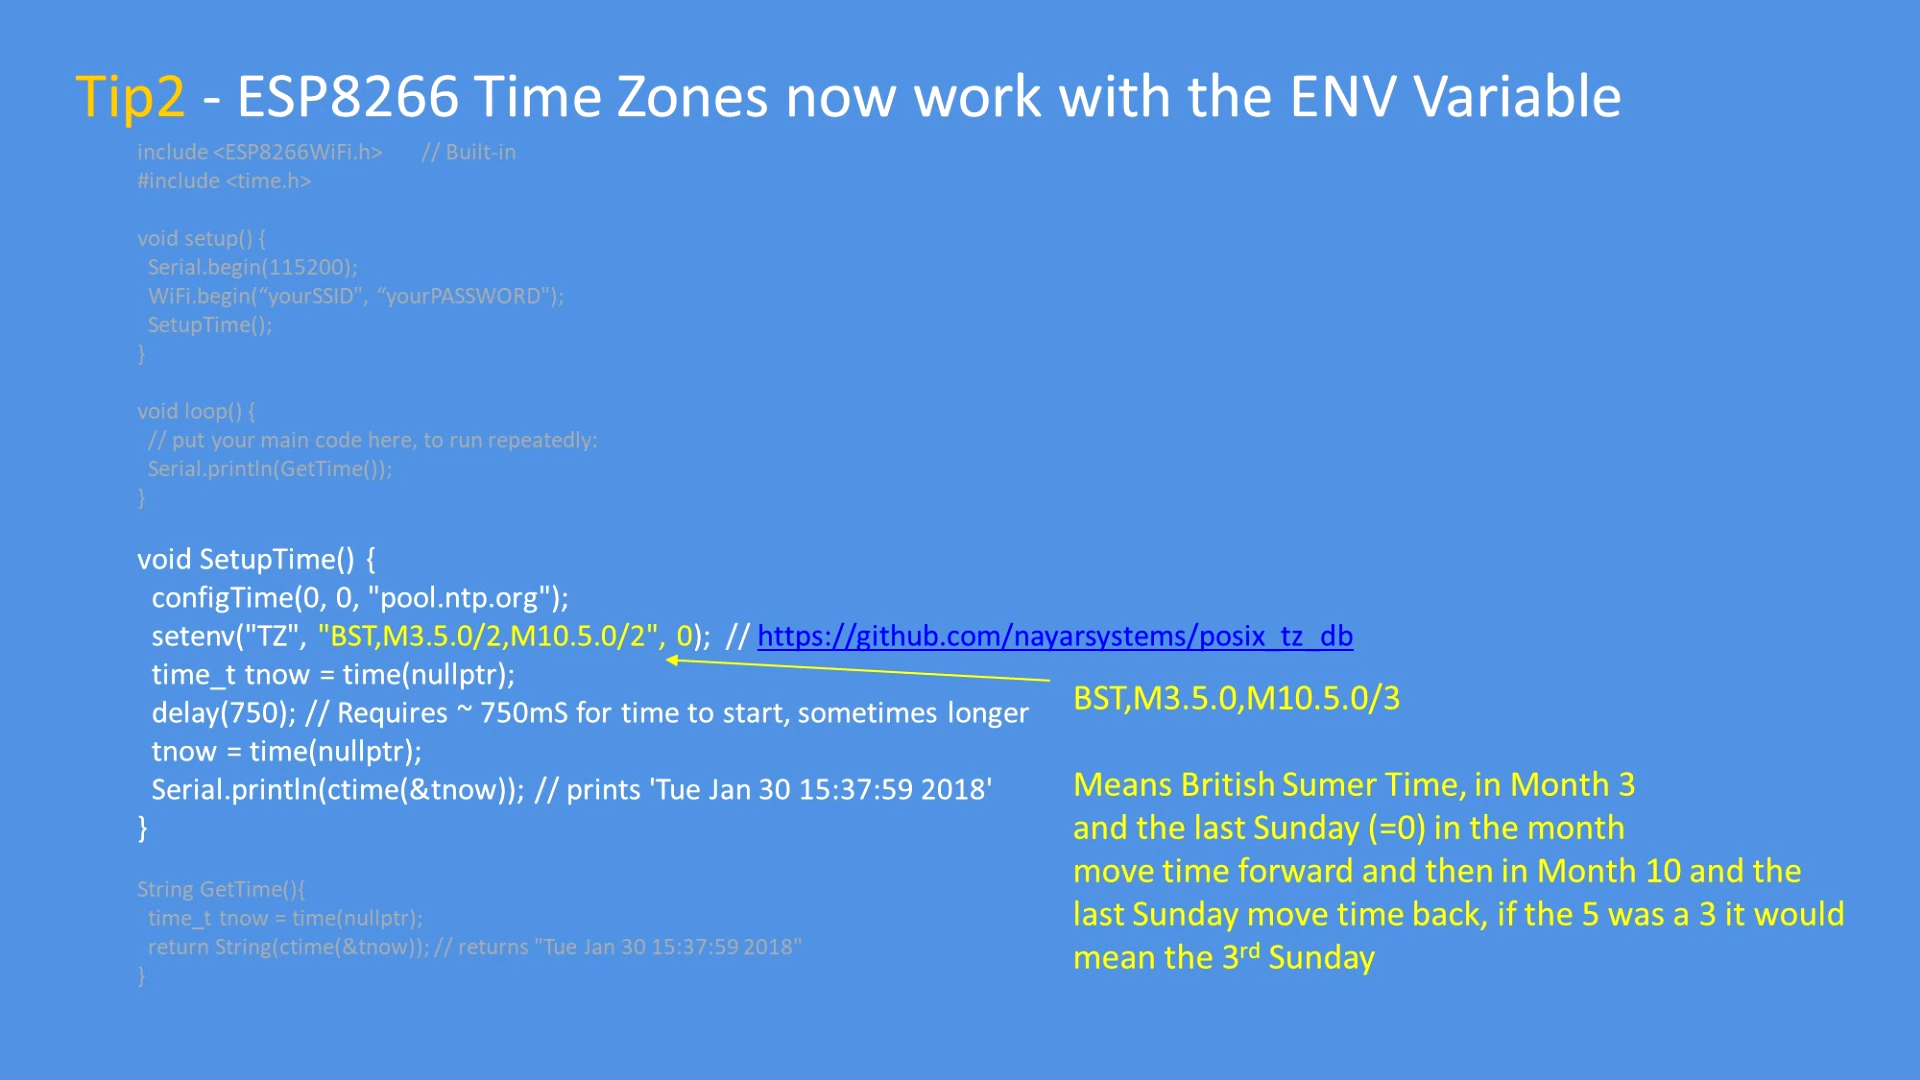 Tip2 - ESP8266 Time Zones now work with the ENV Variable
include <ESP8266WiFi.h> // Built-in
#include <time.h>
void setup() {
Serial.begin(115200);
WiFi.begin(“yourSSID", “yourPASSWORD");
SetupTime();
}
void loop() {
// put your main code here, to run repeatedly:
Serial.println(GetTime());
}
void SetupTime() {
configTime(0, 0, "pool.ntp.org");
setenv("TZ", "BST,M3.5.0/2,M10.5.0/2", 0); // https://github.com/nayarsystems/posix_tz_db
time_t tnow = time(nullptr);
delay(750); // Requires ~ 750mS for time to start, sometimes longer
tnow = time(nullptr);
Serial.println(ctime(&tnow)); // prints 'Tue Jan 30 15:37:59 2018'
}
String GetTime(){
time_t tnow = time(nullptr);
return String(ctime(&tnow)); // returns "Tue Jan 30 15:37:59 2018"
}
BST,M3.5.0,M10.5.0/3
Means British Sumer Time, in Month 3
and the last Sunday (=0) in the month
move time forward and then in Month 10 and the
last Sunday move time back, if the 5 was a 3 it would
mean the 3rd Sunday